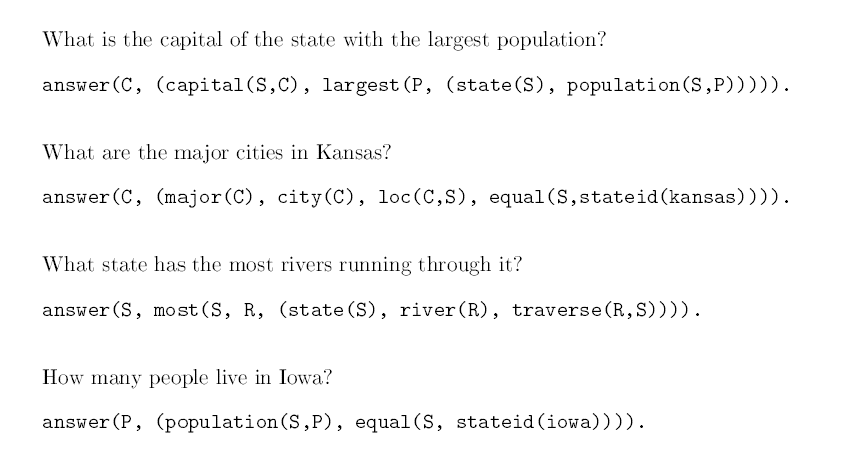 What is the capital of the state with the largest population?
answer(C, (capital(S,C), largest(P, (state(S), population(S,P))))).
What are the major cities in Kansas?
answer(C, (major(C), city(C), loc(C,S), equal(S,stateid(kansas)))).
What state has the most rivers running through it?
answer(S, most(S, R, (state(S), river(R), traverse(R,S)))).
How many people live in Iowa?
answer(P, (population(S,P), equal(S, stateid(iowa)))).